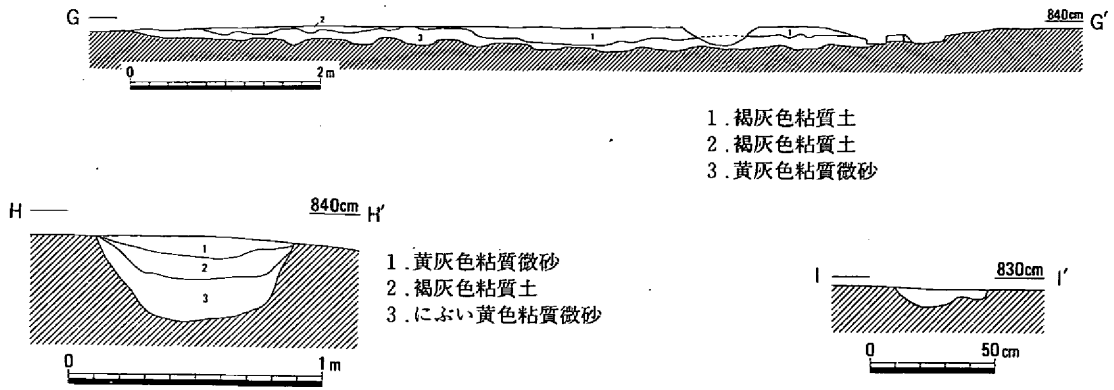 G 840cm G′
2
3 1 1
0 2m
1.褐灰色粘質土
2.褐灰色粘質土
3.黄灰色粘質微砂
H 840cm H′
1
2
3
1.黄灰色粘質微砂
2.褐灰色粘質土
3.にぶい黄色粘質微砂
0 1m
I 830cm I′
0 50cm